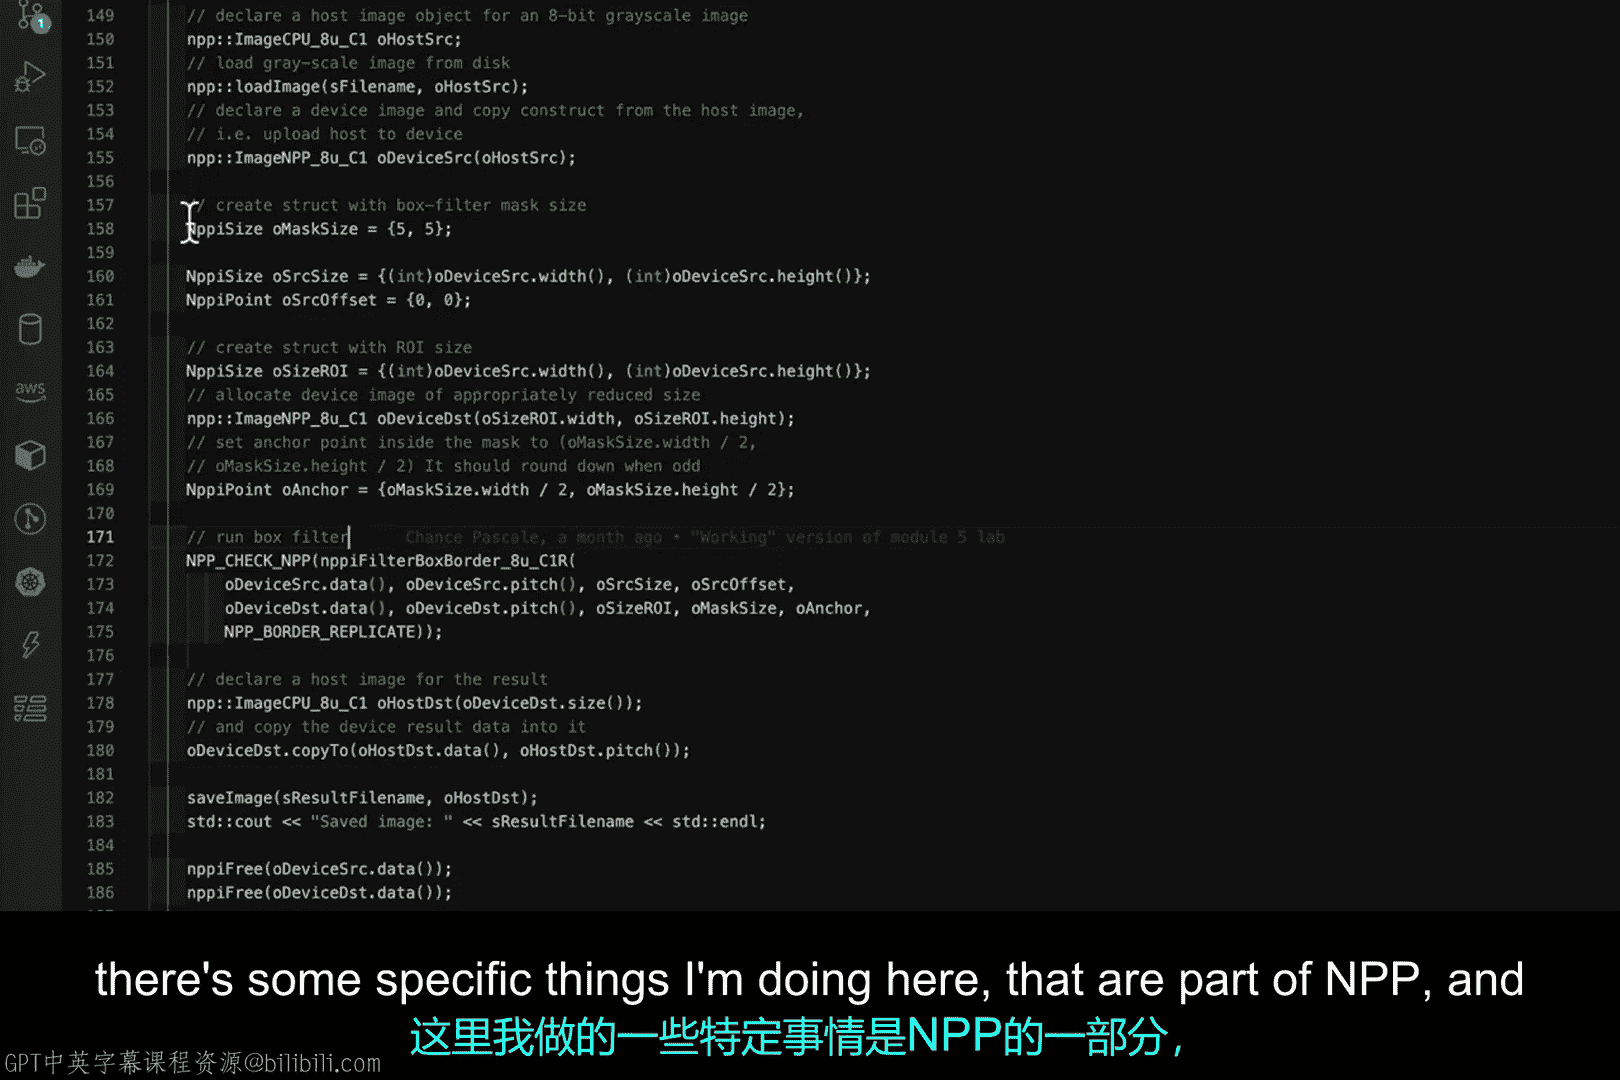 1
149 // declare a host image object for an 8-bit grayscale image
150 npp::ImageCPU_8u_C1 oHostSrc;
151 // load gray-scale image from disk
152 npp::loadImage(sFilename, oHostSrc);
153 // declare a device image and copy construct from the host image,
154 // i.e. upload host to device
155 npp::ImageNPP_8u_C1 oDeviceSrc(oHostSrc);
156
157 // create struct with box-filter mask size
158 NppiSize oMaskSize = {5, 5};
159
160 NppiSize oSrcSize = {(int)oDeviceSrc.width(), (int)oDeviceSrc.height()};
161 NppiPoint oSrcOffset = {0, 0};
162
163 // create struct with ROI size
164 NppiSize oSizeROI = {(int)oDeviceSrc.width(), (int)oDeviceSrc.height()};
165 // allocate device image of appropriately reduced size
166 npp::ImageNPP_8u_C1 oDeviceDst(oSizeROI.width, oSizeROI.height);
167 // set anchor point inside the mask to (oMaskSize.width / 2,
168 // oMaskSize.height / 2) It should round down when odd
169 NppiPoint oAnchor = {oMaskSize.width / 2, oMaskSize.height / 2};
170
171 // run box filter Chance Pascale, a month ago • "Working" version of module 5 lab
172 NPP_CHECK_NPP(nppiFilterBoxBorder_8u_C1R(
173 oDeviceSrc.data(), oDeviceSrc.pitch(), oSrcSize, oSrcOffset,
174 oDeviceDst.data(), oDeviceDst.pitch(), oSizeROI, oMaskSize, oAnchor,
175 NPP_BORDER_REPLICATE));
176
177 // declare a host image for the result
178 npp::ImageCPU_8u_C1 oHostDst(oDeviceDst.size());
179 // and copy the device result data into it
180 oDeviceDst.copyTo(oHostDst.data(), oHostDst.pitch());
181
182 saveImage(sResultFilename, oHostDst);
183 std::cout << "Saved image: " << sResultFilename << std::endl;
184
185 nppiFree(oDeviceSrc.data());
186 nppiFree(oDeviceDst.data());
aws
there's some specific things I'm doing here, that are part of NPP, and
这里我做的一些特定事情是NPP的一部分，
GPT中英字幕课程资源@bilibili.com